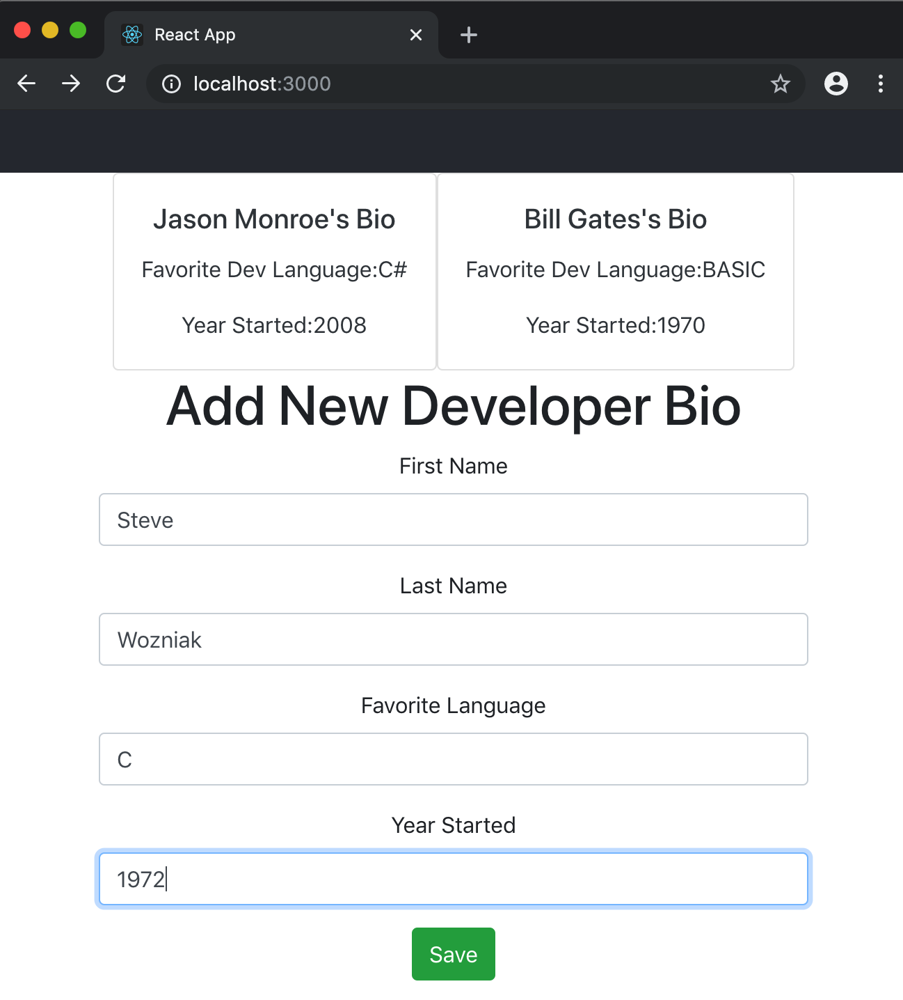 React App
localhost:3000
Jason Monroe's Bio
Favorite Dev Language:C#
Year Started:2008
Bill Gates's Bio
Favorite Dev Language:BASIC
Year Started:1970
Add New Developer Bio
First Name
Steve
Last Name
Wozniak
Favorite Language
C
Year Started
1972
Save